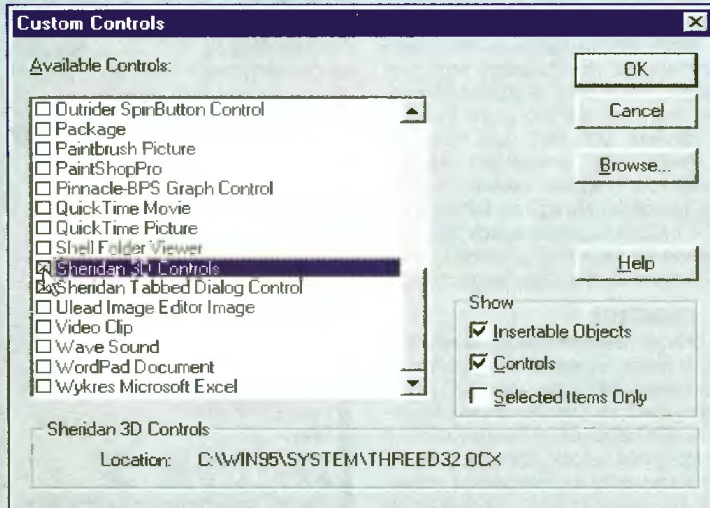 Custom Controls
Available Controls:
Outrider SpinButton Control
Package
Paintbrush Picture
PaintShopPro
Pinnacle-BPS Graph Control
QuickTime Movie
QuickTime Picture
Shell Folder Viewer
Sheridan 3D Controls
Sheridan Tabbed Dialog Control
Ulead Image Editor Image
Video Clip
Wave Sound
WordPad Document
Wykres Microsoft Excel
OK
Cancel
Browse...
Help
Show
Insertable Objects
Controls
Selected Items Only
Sheridan 3D Controls
Location: C:\WIN95\SYSTEM\THREED32.OCX